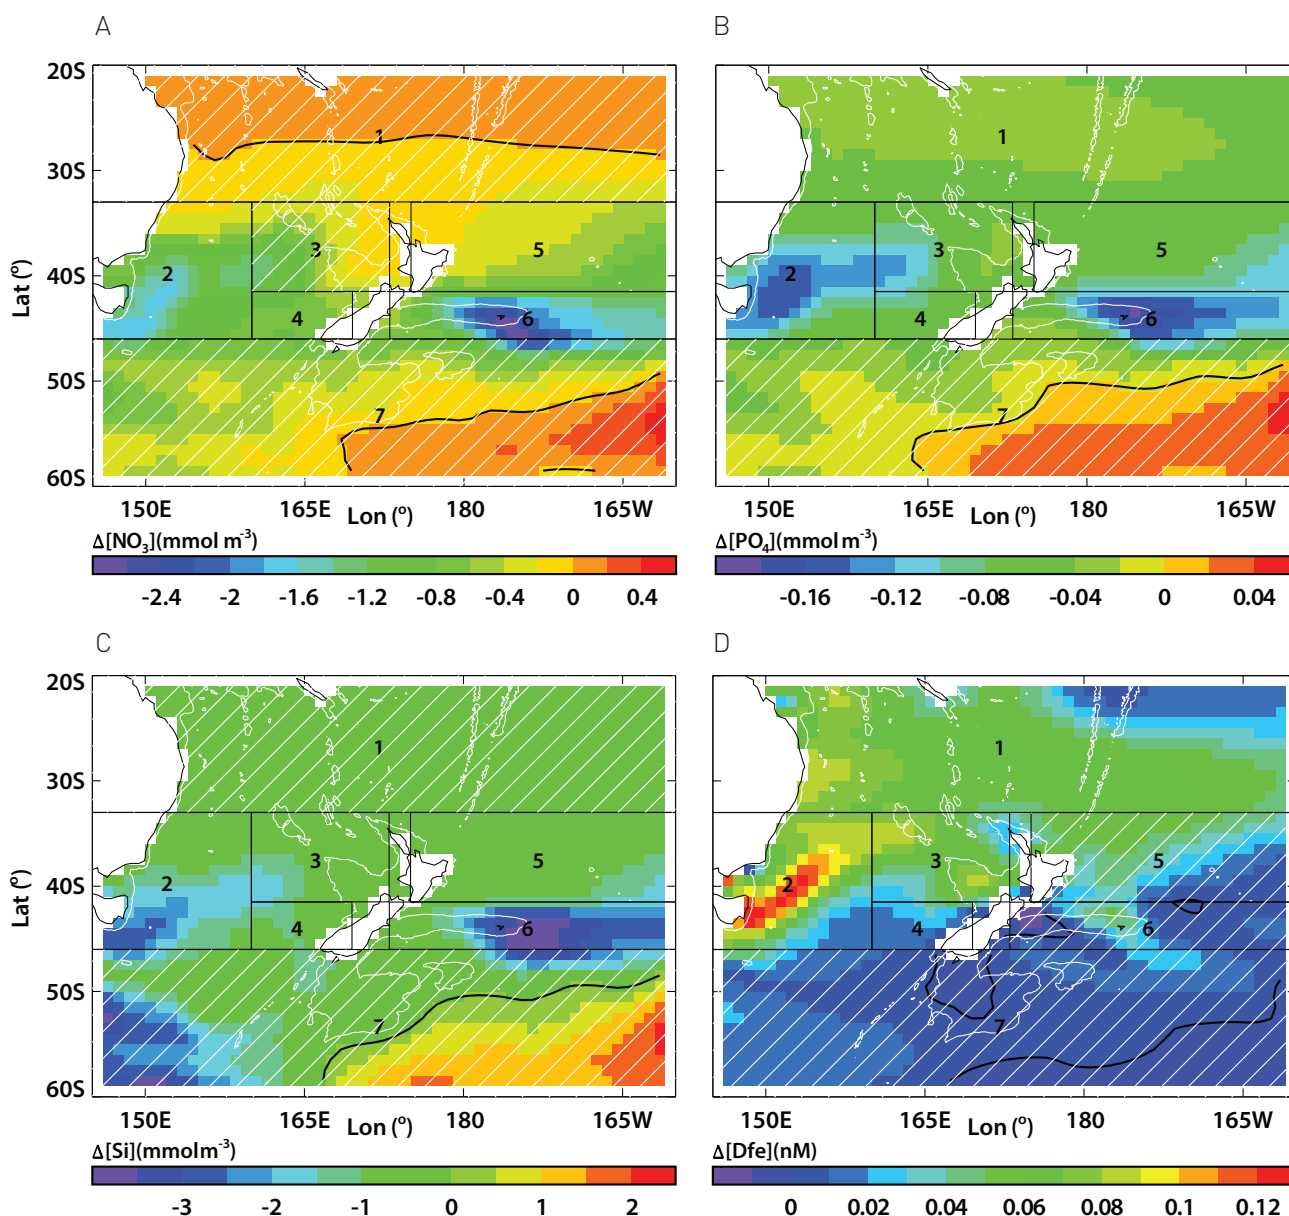 A
B
20S
30S
40S
50S
60S
Lat (º)
1
2
3
4
5
6
7
1
2
3
4
5
6
7
150E
165E
Lon (º)
180
165W
150E
165E
Lon (º)
180
165W
Δ[NO3](mmol m-3)
-2.4
-2
-1.6
-1.2
-0.8
-0.4
0
0.4
Δ[PO4](mmol m-3)
-0.16
-0.12
-0.08
-0.04
0
0.04
C
D
20S
30S
40S
50S
60S
Lat (º)
1
2
3
4
5
6
7
1
2
3
4
5
6
7
150E
165E
Lon (º)
180
165W
150E
165E
Lon (º)
180
165W
Δ[Si](mmolm-3)
-3
-2
-1
0
1
2
Δ[Dfe](nM)
0
0.02
0.04
0.06
0.08
0.1
0.12